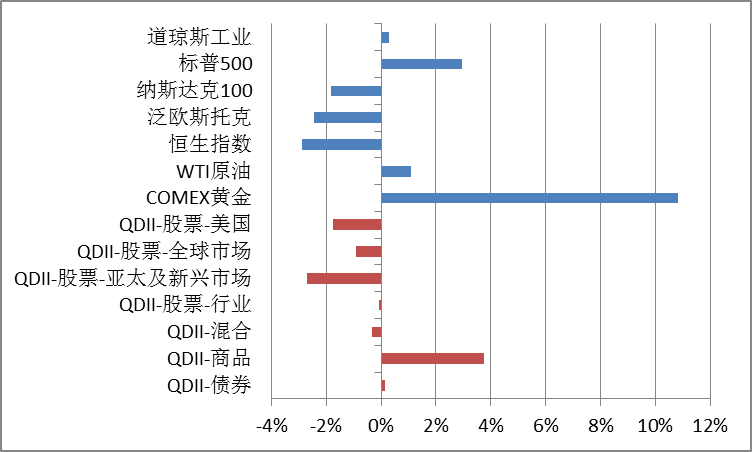 道琼斯工业
标普500
纳斯达克100
泛欧斯托克
恒生指数
WTI原油
COMEX黄金
QDII-股票-美国
QDII-股票-全球市场
QDII-股票-亚太及新兴市场
QDII-股票-行业
QDII-混合
QDII-商品
QDII-债券
-4% -2% 0% 2% 4% 6% 8% 10% 12%